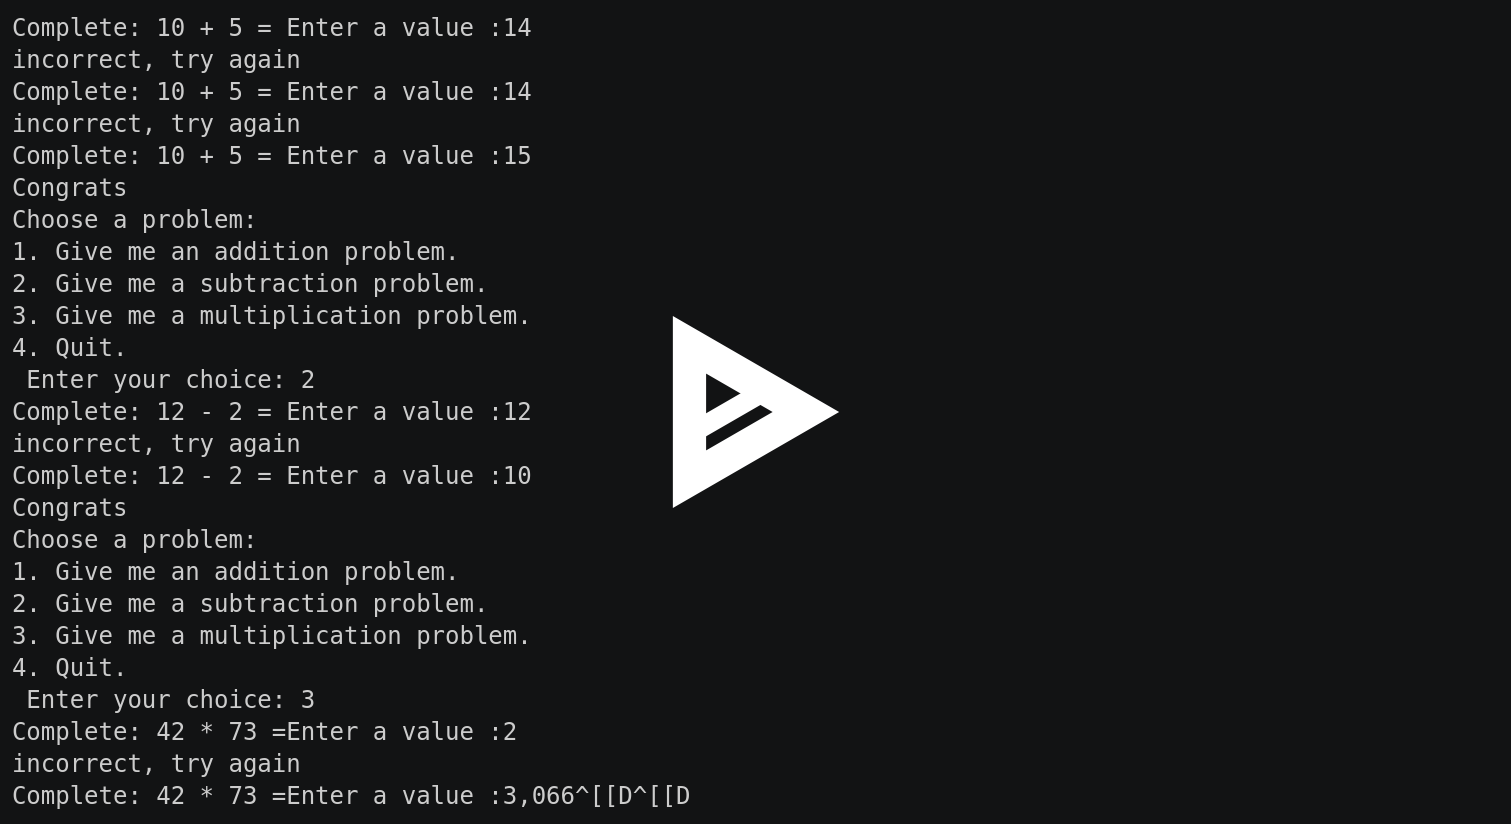 Complete: 10 + 5 = Enter a value :14
incorrect, try again
Complete: 10 + 5 = Enter a value :14
incorrect, try again
Complete: 10 + 5 = Enter a value :15
Congrats
Choose a problem:
1. Give me an addition problem.
2. Give me a subtraction problem.
3. Give me a multiplication problem.
4. Quit.
 Enter your choice: 2
Complete: 12 - 2 = Enter a value :12
incorrect, try again
Complete: 12 - 2 = Enter a value :10
Congrats
Choose a problem:
1. Give me an addition problem.
2. Give me a subtraction problem.
3. Give me a multiplication problem.
4. Quit.
 Enter your choice: 3
Complete: 42 * 73 =Enter a value :2
incorrect, try again
Complete: 42 * 73 =Enter a value :3,066^[[D^[[D